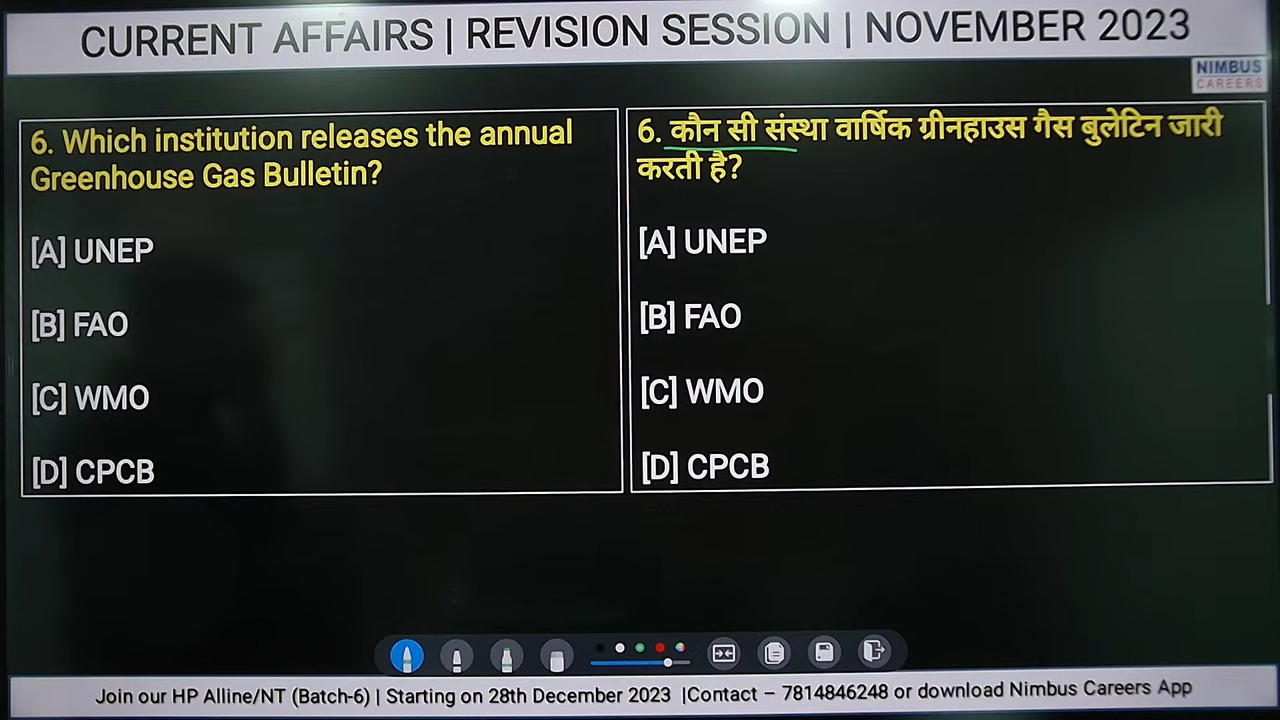 CURRENT AFFAIRS | REVISION SESSION | NOVEMBER 2023
NIMBUS
CAREERS
6. Which institution releases the annual
Greenhouse Gas Bulletin?
[A] UNEP
[B] FAO
[C] WMO
[D] CPCB
6. कौन सी संस्था वार्षिक ग्रीनहाउस गैस बुलेटिन जारी
करती है?
[A] UNEP
[B] FAO
[C] WMO
[D] CPCB
Join our HP Alline/NT (Batch-6) | Starting on 28th December 2023 |Contact – 7814846248 or download Nimbus Careers App